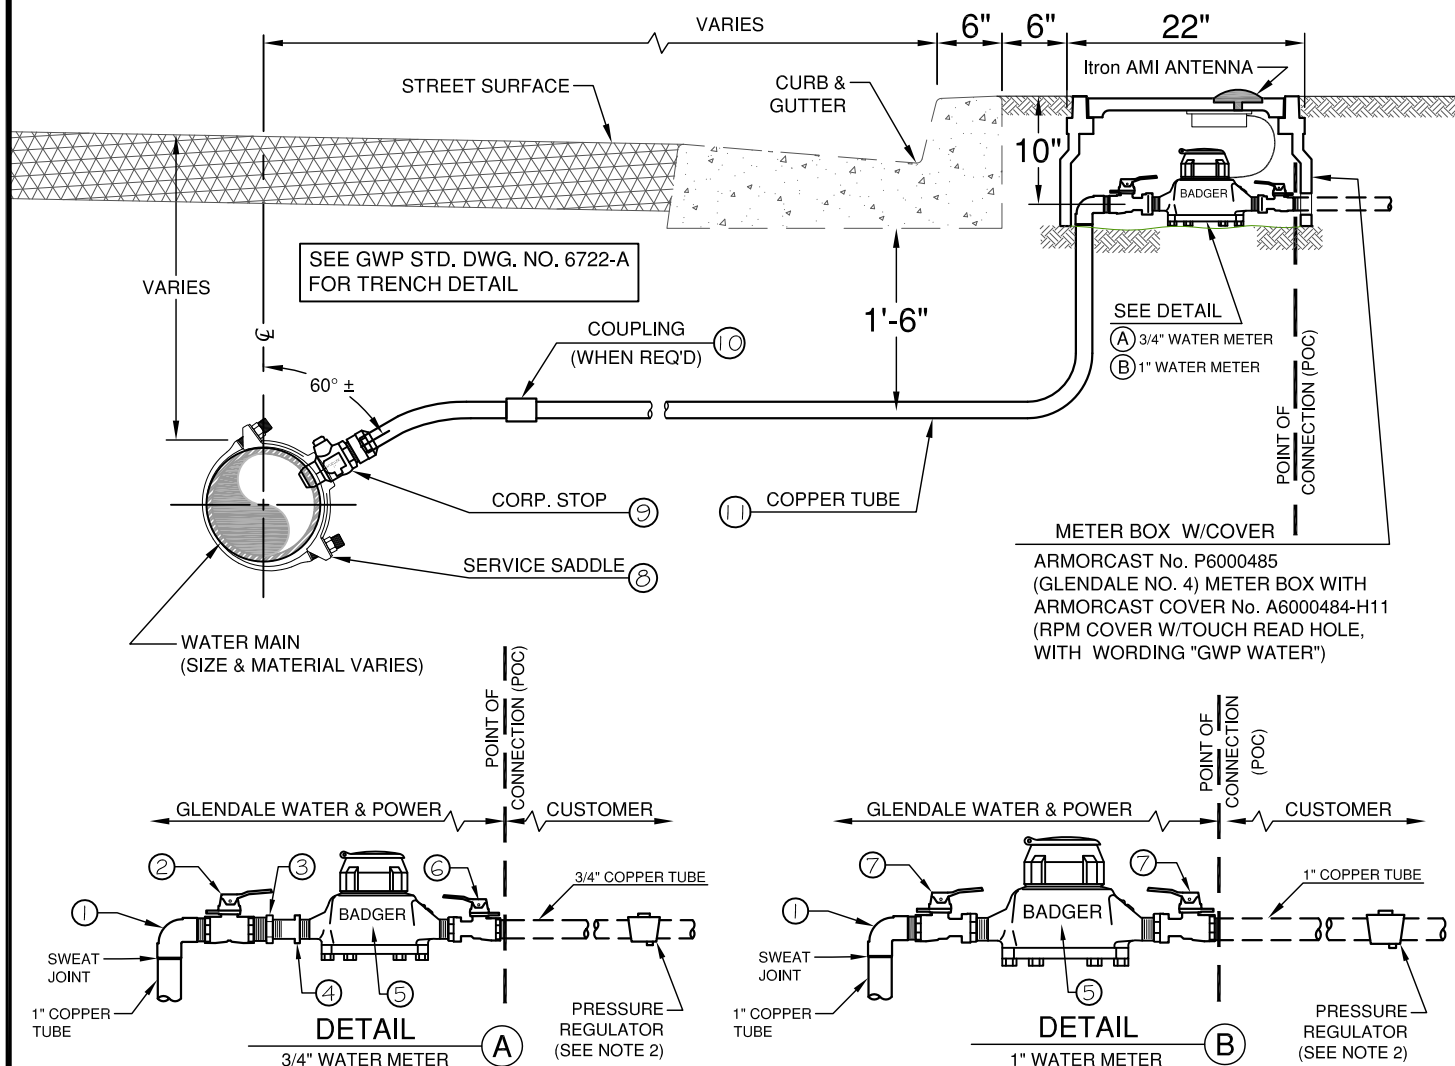 VARIES
6"
6"
22"
STREET SURFACE
CURB &
GUTTER
Itron AMI ANTENNA
10"
BADGER
VARIES
SEE GWP STD. DWG. NO. 6722-A
FOR TRENCH DETAIL
1'-6"
SEE DETAIL
A 3/4" WATER METER
B 1" WATER METER
COUPLING
(WHEN REQ'D)
10
60° ±
POINT OF
CONNECTION (POC)
CORP. STOP
9
11
COPPER TUBE
SERVICE SADDLE
8
METER BOX W/COVER
ARMORCAST No. P6000485
(GLENDALE NO. 4) METER BOX WITH
ARMORCAST COVER No. A6000484-H11
(RPM COVER W/TOUCH READ HOLE,
WITH WORDING "GWP WATER")
WATER MAIN
(SIZE & MATERIAL VARIES)
POINT OF
CONNECTION (POC)
GLENDALE WATER & POWER
CUSTOMER
2
3
6
3/4" COPPER TUBE
1
BADGER
SWEAT
JOINT
4
5
1" COPPER
TUBE
PRESSURE
REGULATOR
(SEE NOTE 2)
DETAIL
3/4" WATER METER
A
POINT OF
CONNECTION
(POC)
GLENDALE WATER & POWER
CUSTOMER
7
7
1" COPPER TUBE
1
BADGER
SWEAT
JOINT
5
1" COPPER
TUBE
PRESSURE
REGULATOR
(SEE NOTE 2)
DETAIL
1" WATER METER
B